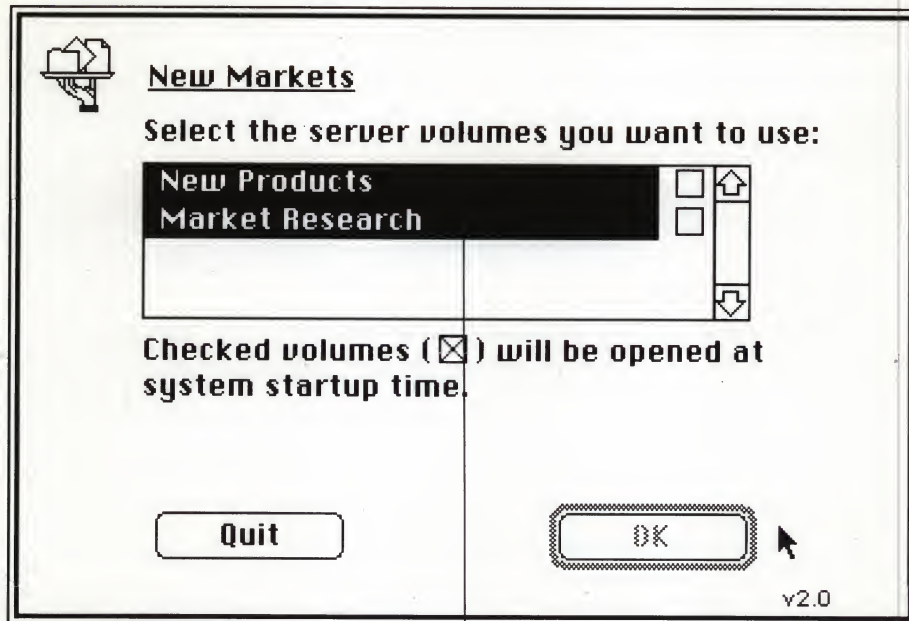 New Markets
Select the server volumes you want to use:
New Products
Market Research
Checked volumes ( ) will be opened at
system startup time.
Quit
OK
v2.0